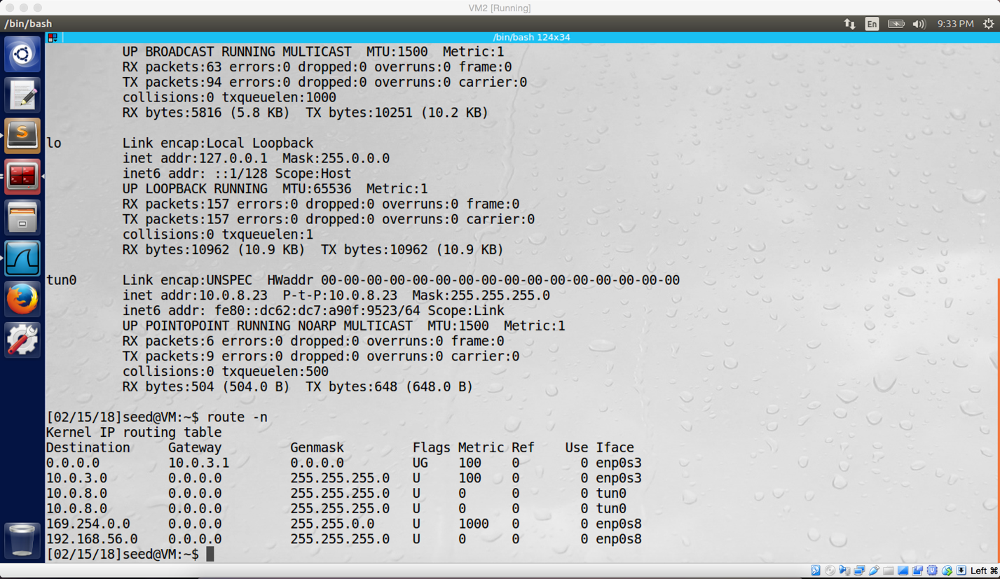 VM2 [Running]
/bin/bash
En
9:33 PM
/bin/bash 124x34
UP BROADCAST RUNNING MULTICAST  MTU:1500  Metric:1
RX packets:63 errors:0 dropped:0 overruns:0 frame:0
TX packets:94 errors:0 dropped:0 overruns:0 carrier:0
collisions:0 txqueuelen:1000
RX bytes:5816 (5.8 KB)  TX bytes:10251 (10.2 KB)
lo        Link encap:Local Loopback
inet addr:127.0.0.1  Mask:255.0.0.0
inet6 addr: ::1/128 Scope:Host
UP LOOPBACK RUNNING  MTU:65536  Metric:1
RX packets:157 errors:0 dropped:0 overruns:0 frame:0
TX packets:157 errors:0 dropped:0 overruns:0 carrier:0
collisions:0 txqueuelen:1
RX bytes:10962 (10.9 KB)  TX bytes:10962 (10.9 KB)
tun0      Link encap:UNSPEC  HWaddr 00-00-00-00-00-00-00-00-00-00-00-00-00-00-00-00
inet addr:10.0.8.23  P-t-P:10.0.8.23  Mask:255.255.255.0
inet6 addr: fe80::dc62:dc7:a90f:9523/64 Scope:Link
UP POINTOPOINT RUNNING NOARP MULTICAST  MTU:1500  Metric:1
RX packets:6 errors:0 dropped:0 overruns:0 frame:0
TX packets:9 errors:0 dropped:0 overruns:0 carrier:0
collisions:0 txqueuelen:500
RX bytes:504 (504.0 B)  TX bytes:648 (648.0 B)
[02/15/18]seed@VM:~$ route -n
Kernel IP routing table
Destination     Gateway         Genmask         Flags Metric Ref    Use Iface
0.0.0.0         10.0.3.1        0.0.0.0         UG    100    0        0 enp0s3
10.0.3.0        0.0.0.0         255.255.255.0   U     100    0        0 enp0s3
10.0.8.0        0.0.0.0         255.255.255.0   U     0      0        0 tun0
10.0.8.0        0.0.0.0         255.255.255.0   U     0      0        0 tun0
169.254.0.0     0.0.0.0         255.255.0.0     U     1000   0        0 enp0s8
192.168.56.0    0.0.0.0         255.255.255.0   U     0      0        0 enp0s8
[02/15/18]seed@VM:~$
Left ⌘